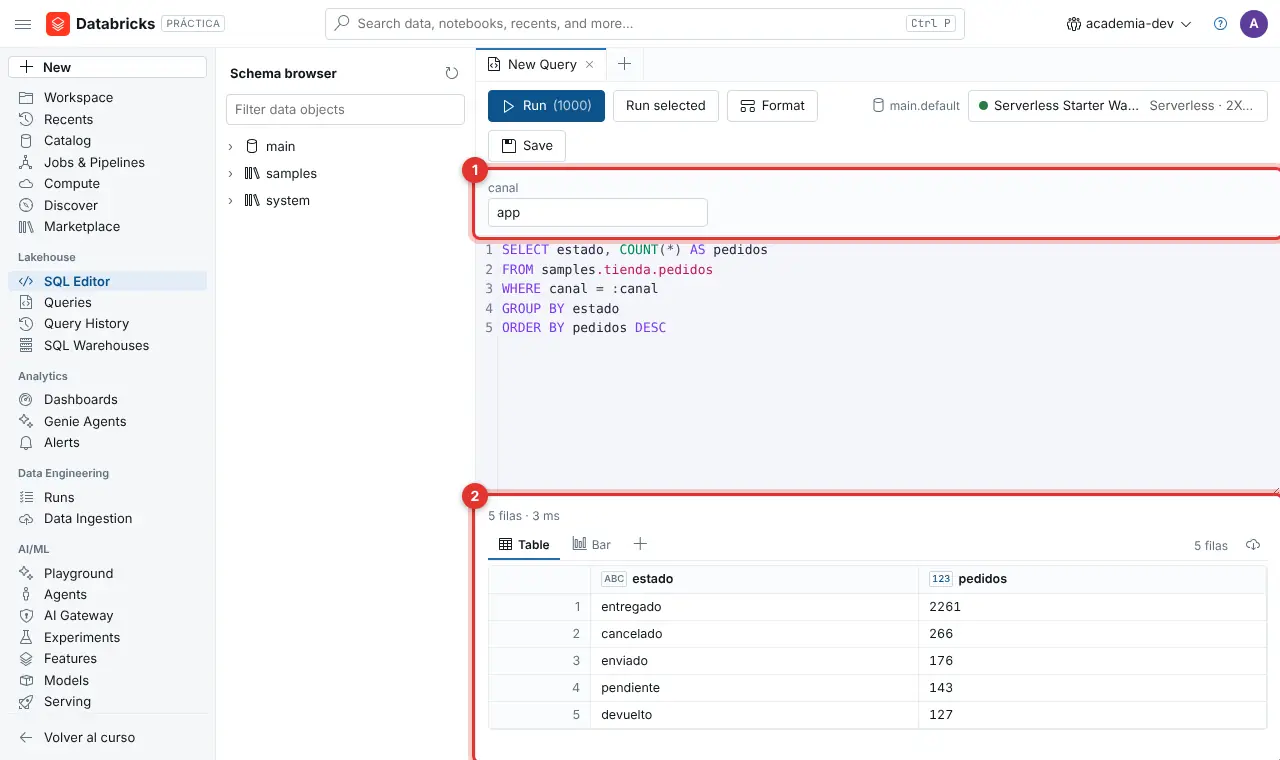 Databricks PRÁCTICA
Search data, notebooks, recents, and more... Ctrl P
academia-dev
? A
New
Workspace
Recents
Catalog
Jobs & Pipelines
Compute
Discover
Marketplace
Lakehouse
SQL Editor
Queries
Query History
SQL Warehouses
Analytics
Dashboards
Genie Agents
Alerts
Data Engineering
Runs
Data Ingestion
AI/ML
Playground
Agents
AI Gateway
Experiments
Features
Models
Serving
Volver al curso
Schema browser
Filter data objects
main
samples
system
New Query
Run (1000) Run selected Format main.default Serverless Starter Wa... Serverless · 2X...
Save
1
canal
app
1 SELECT estado, COUNT(*) AS pedidos
2 FROM samples.tienda.pedidos
3 WHERE canal = :canal
4 GROUP BY estado
5 ORDER BY pedidos DESC
2
5 filas · 3 ms
Table Bar 5 filas
ABC estado 123 pedidos
1 entregado 2261
2 cancelado 266
3 enviado 176
4 pendiente 143
5 devuelto 127